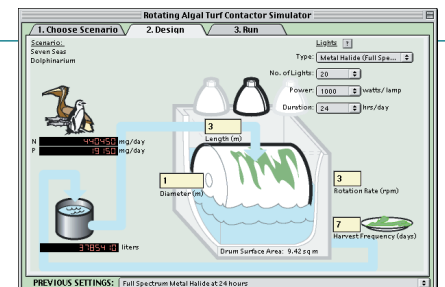 Rotating Algal Turf Contactor Simulator
1. Choose Scenario
2. Design
3. Run
Scenario:
Seven Seas
Dolphinarium
Lights ?
Type: Metal Halide (Full Spe...
No. of Lights: 20
Power: 1000 watts/lamp
Duration: 24 hrs/day
N 440450 mg/day
P 19150 mg/day
3
Length (m)
1
Diameter (m)
3
Rotation Rate (rpm)
7
Harvest Frequency (days)
3785410 liters
Drum Surface Area: 9.42 sq m
PREVIOUS SETTINGS: Full Spectrum Metal Halide at 24 hours